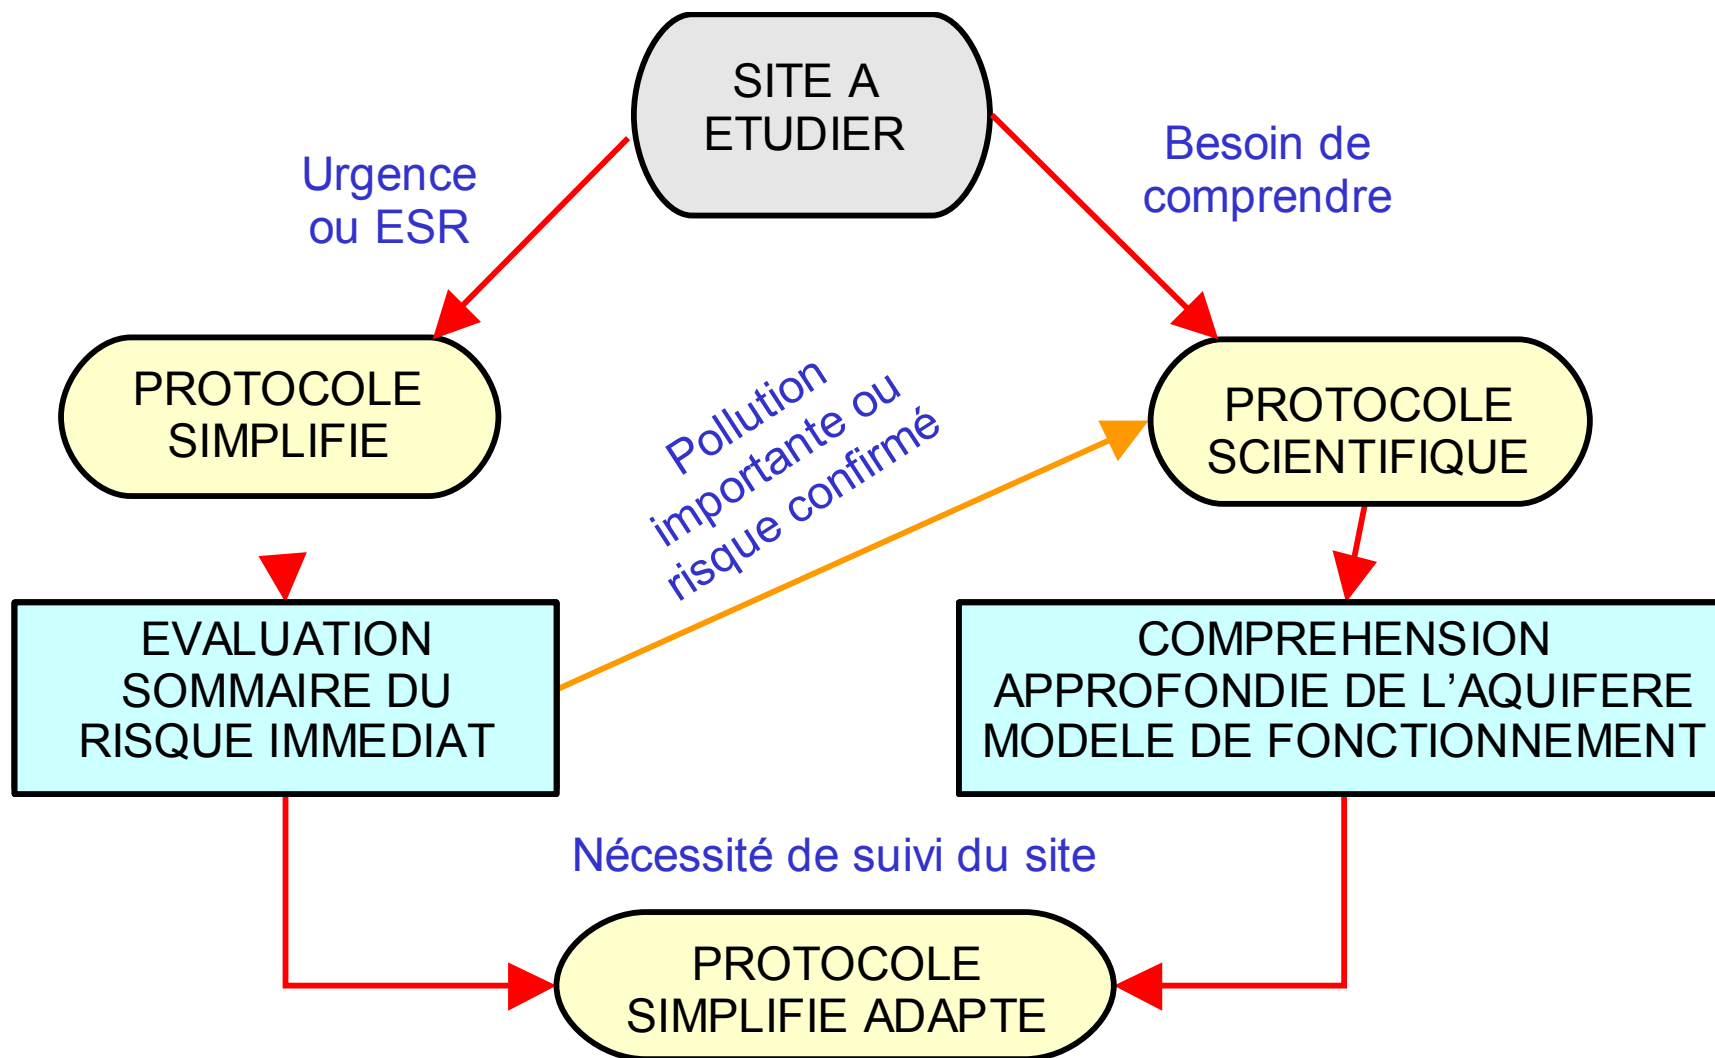 SITE A
ETUDIER
Urgence
ou ESR
Besoin de
comprendre
PROTOCOLE
SIMPLIFIE
Pollution
importante ou
risque confirmé
PROTOCOLE
SCIENTIFIQUE
EVALUATION
SOMMAIRE DU
RISQUE IMMEDIAT
COMPREHENSION
APPROFONDIE DE L’AQUIFERE
MODELE DE FONCTIONNEMENT
Nécessité de suivi du site
PROTOCOLE
SIMPLIFIE ADAPTE